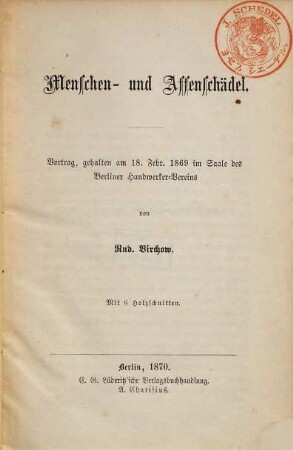 J. SCHEDEL
Menschen- und Affenschädel.
Vortrag, gehalten am 18. Febr. 1869 im Saale des
Berliner Handwerker-Vereins
von
Rud. Virchow.
Mit 6 Holzschnitten.
Berlin, 1870.
C. G. Lüderitz'sche Verlagsbuchhandlung.
A. Charisius.